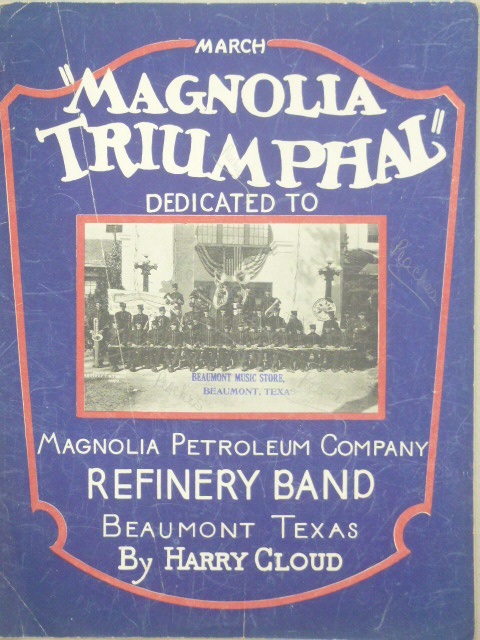 MARCH
"MAGNOLIA
TRIUMPHAL"
DEDICATED TO
BEAUMONT MUSIC STORE,
BEAUMONT, TEXA
MAGNOLIA PETROLEUM COMPANY
REFINERY BAND
BEAUMONT TEXAS
By HARRY CLOUD